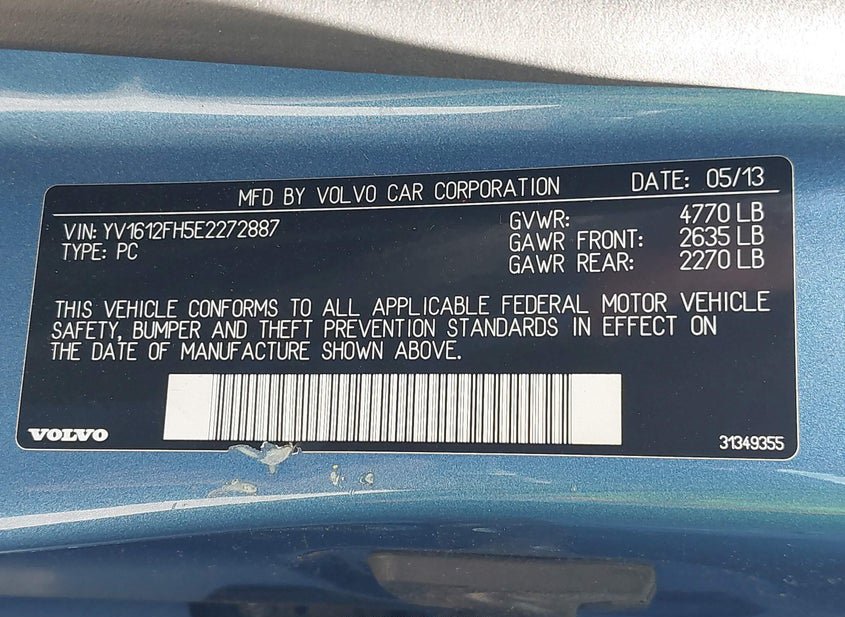 MFD BY VOLVO CAR CORPORATION DATE: 05/13
VIN: YV1612FH5E2272887 GVWR: 4770 LB
TYPE: PC GAWR FRONT: 2635 LB
GAWR REAR: 2270 LB
THIS VEHICLE CONFORMS TO ALL APPLICABLE FEDERAL MOTOR VEHICLE
SAFETY, BUMPER AND THEFT PREVENTION STANDARDS IN EFFECT ON
THE DATE OF MANUFACTURE SHOWN ABOVE.
VOLVO 31349355